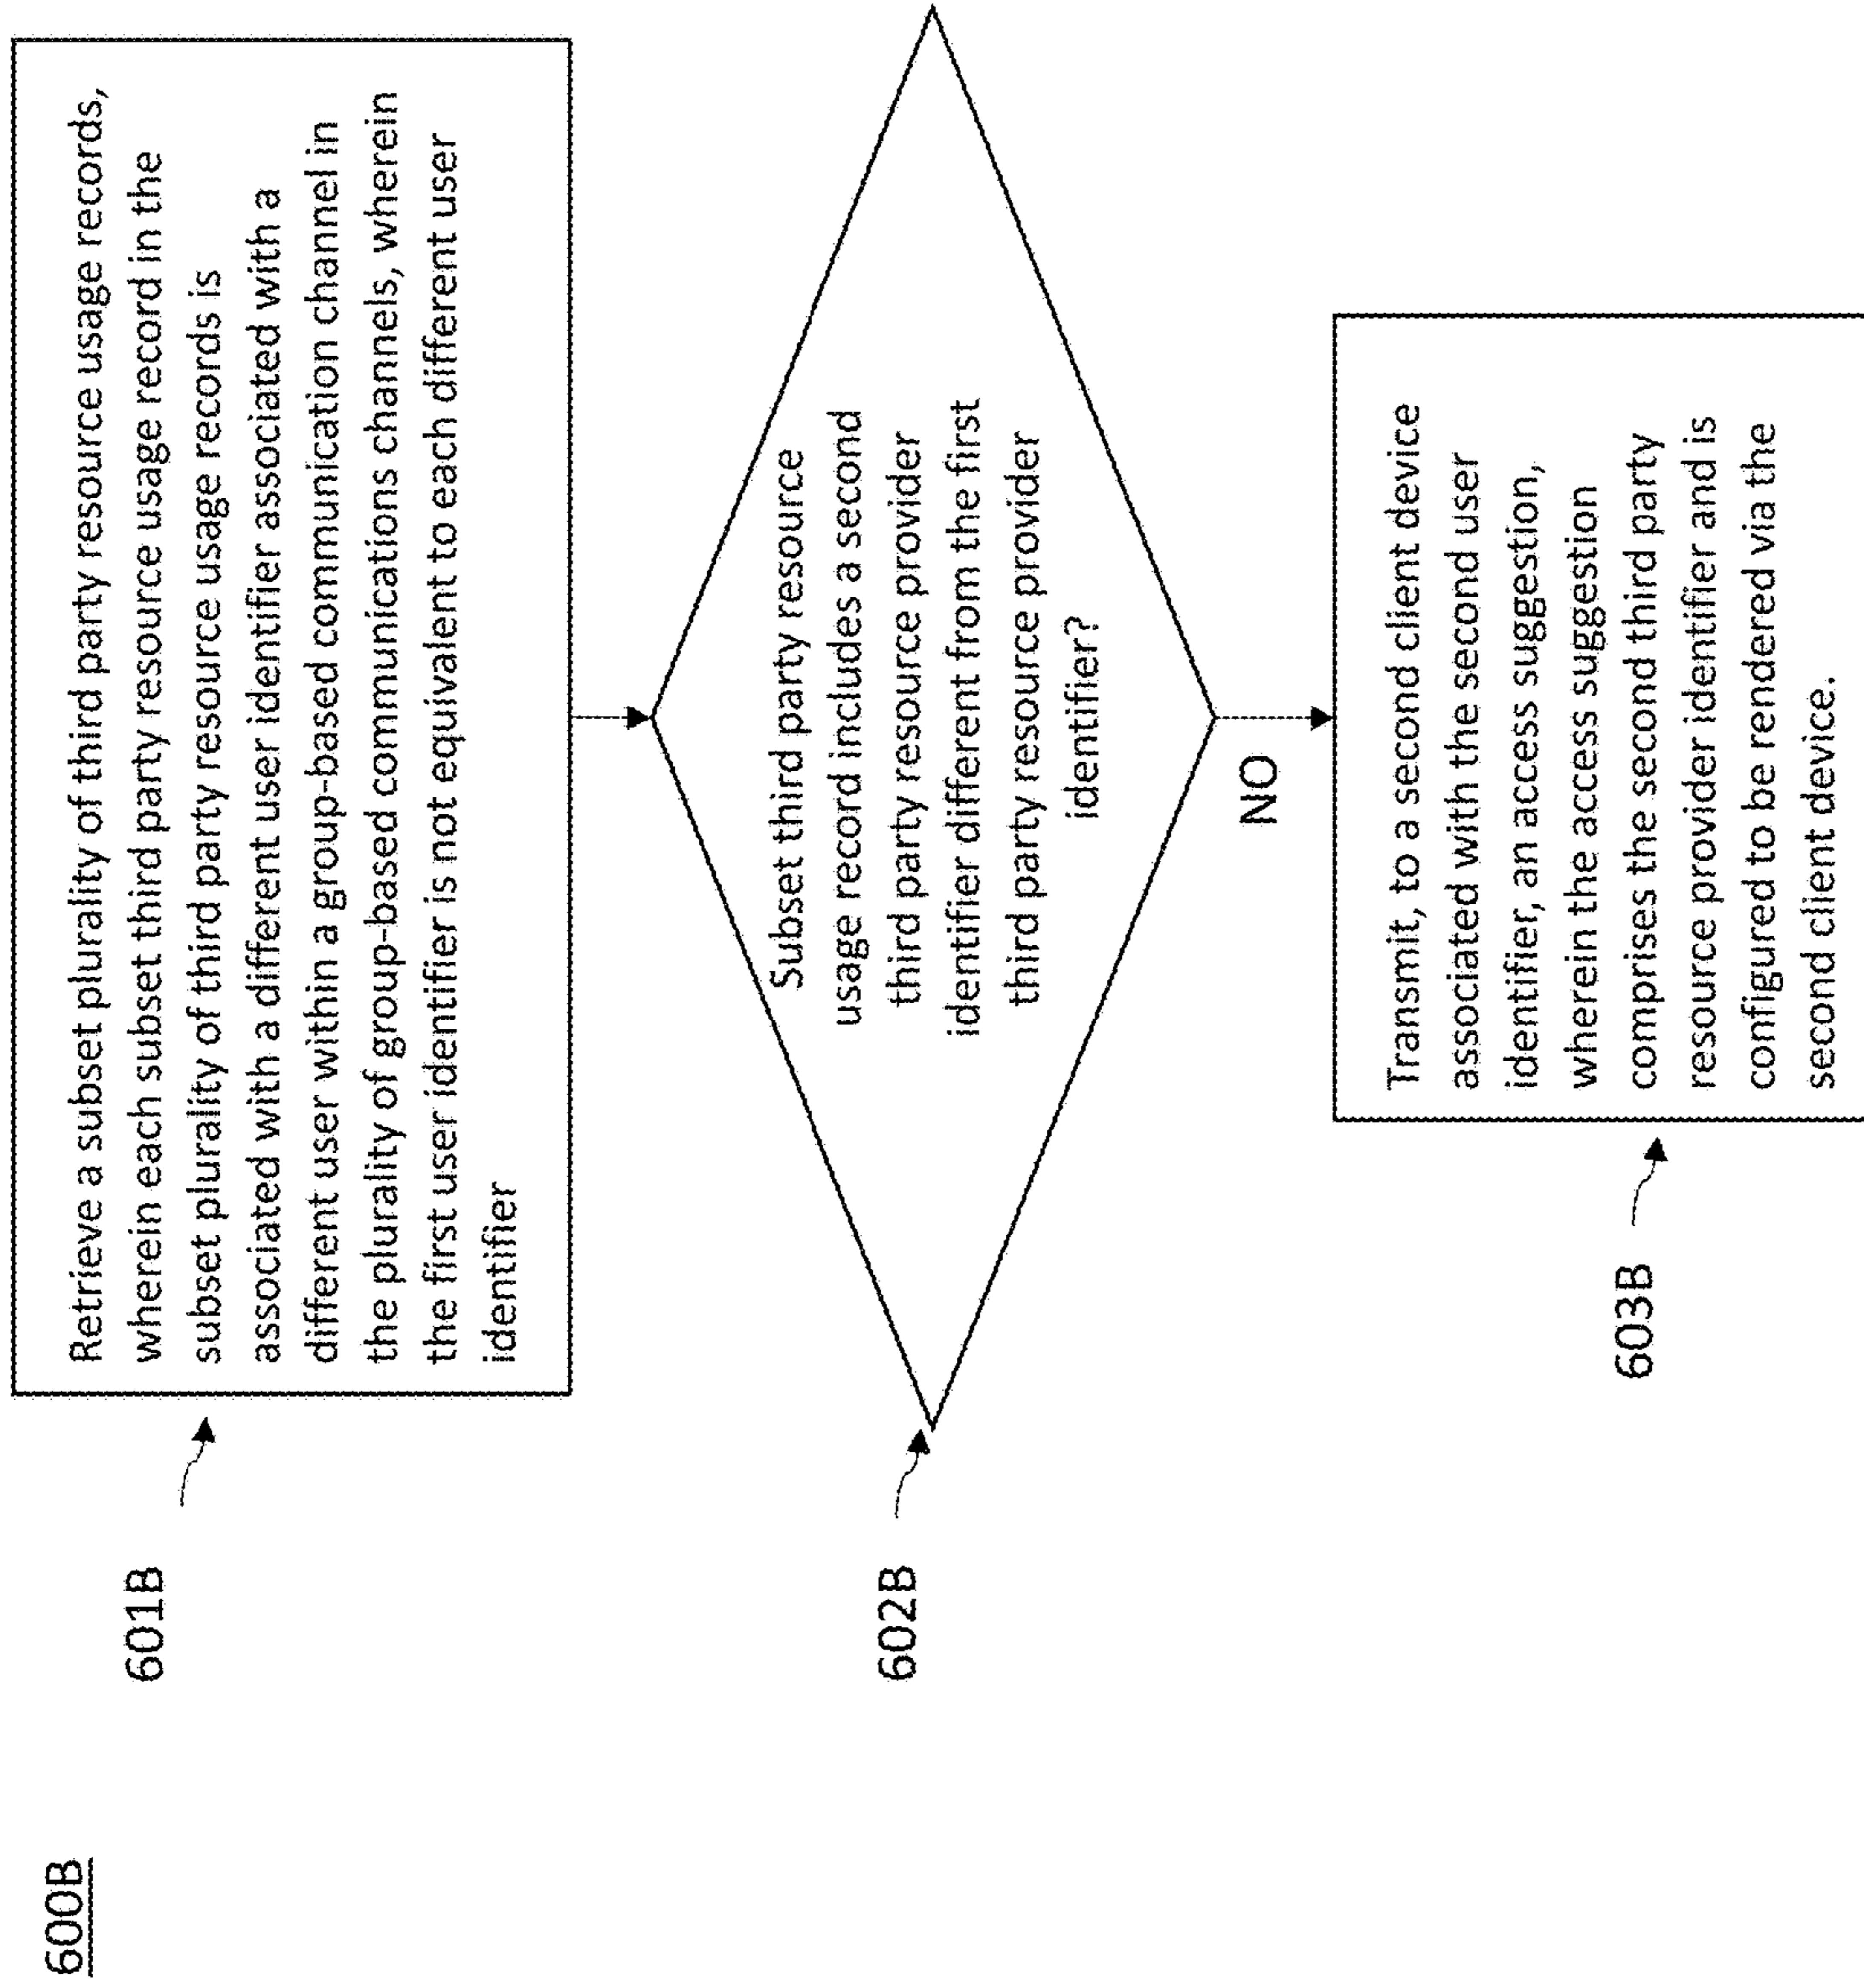 600B
601B
Retrieve a subset plurality of third party resource usage records,
wherein each subset third party resource usage record in the
subset plurality of third party resource usage records is
associated with a different user identifier associated with a
different user within a group-based communication channel in
the plurality of group-based communications channels, wherein
the first user identifier is not equivalent to each different user
identifier
602B
Subset third party resource
usage record includes a second
third party resource provider
identifier different from the first
third party resource provider
identifier?
NO
603B
Transmit, to a second client device
associated with the second user
identifier, an access suggestion,
wherein the access suggestion
comprises the second third party
resource provider identifier and is
configured to be rendered via the
second client device.